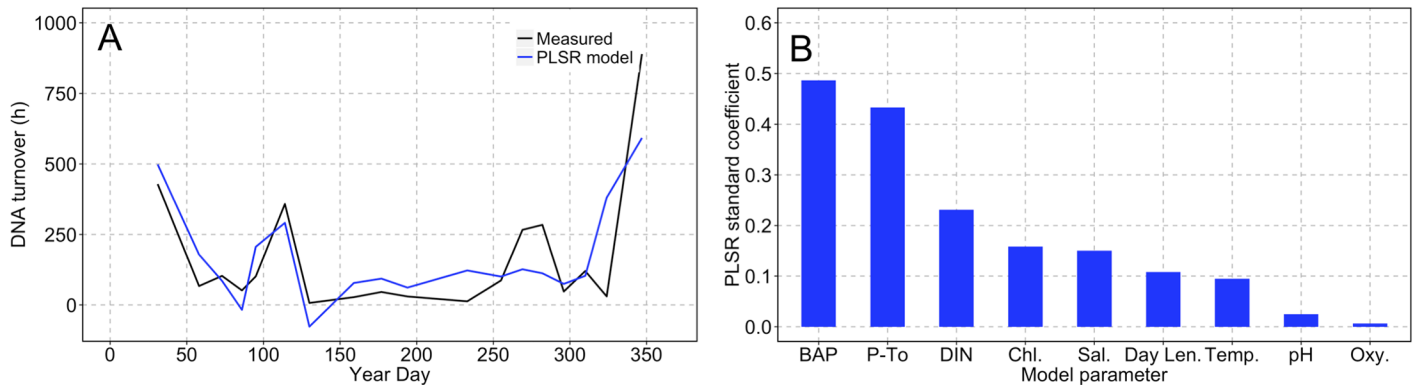 A
Measured
PLSR model
DNA turnover (h)
1000
750
500
250
0
0 50 100 150 200 250 300 350
Year Day
B
PLSR standard coefficient
0.6
0.5
0.4
0.3
0.2
0.1
0.0
BAP P-To DIN Chl. Sal. Day Len. Temp. pH Oxy.
Model parameter